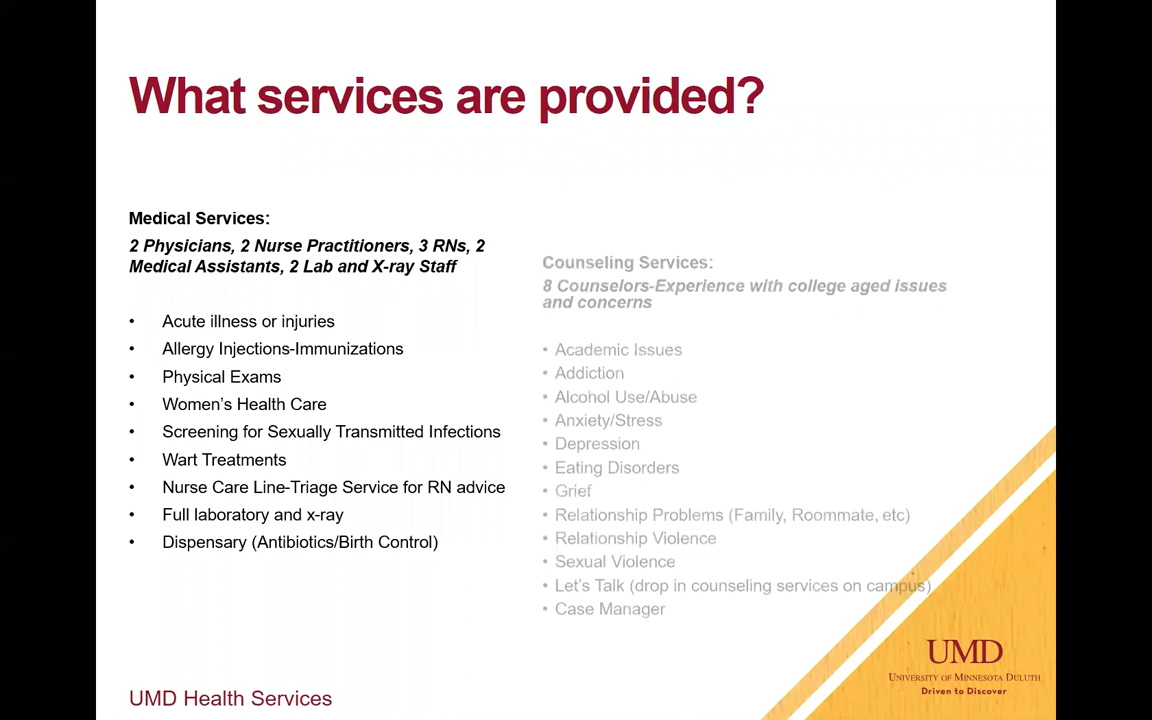 What services are provided?
Medical Services:
2 Physicians, 2 Nurse Practitioners, 3 RNs, 2
Medical Assistants, 2 Lab and X-ray Staff
• Acute illness or injuries
• Allergy Injections-Immunizations
• Physical Exams
• Women’s Health Care
• Screening for Sexually Transmitted Infections
• Wart Treatments
• Nurse Care Line-Triage Service for RN advice
• Full laboratory and x-ray
• Dispensary (Antibiotics/Birth Control)
Counseling Services:
8 Counselors-Experience with college aged issues
and concerns
• Academic Issues
• Addiction
• Alcohol Use/Abuse
• Anxiety/Stress
• Depression
• Eating Disorders
• Grief
• Relationship Problems (Family, Roommate, etc)
• Relationship Violence
• Sexual Violence
• Let’s Talk (drop in counseling services on campus)
• Case Manager
UMD Health Services
UMD
UNIVERSITY OF MINNESOTA DULUTH
Driven to Discover